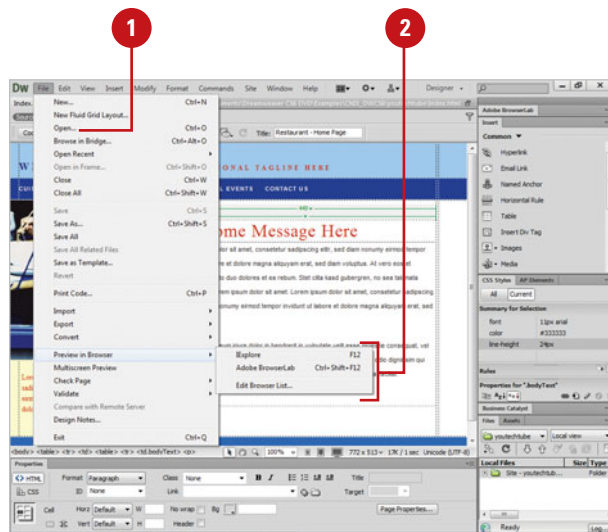 1
2
DW File Edit View Insert Modify Format Commands Site Window Help Designer
New... Ctrl+N
New Fluid Grid Layout...
Open... Ctrl+O
Browse in Bridge... Ctrl+Alt+O
Open Recent
Open in Frame... Ctrl+Shift+O
Close Ctrl+W
Close All Ctrl+Shift+W
Save Ctrl+S
Save As... Ctrl+Shift+S
Save All
Save All Related Files
Save as Template...
Revert
Print Code... Ctrl+P
Import
Export
Convert
Preview in Browser
Multiscreen Preview
Check Page
Validate
Compare with Remote Server
Design Notes...
Exit Ctrl+Q
IExplore F12
Adobe BrowserLab Ctrl+Shift+F12
Edit Browser List...
Title: Restaurant - Home Page
ONAL TAGLINE HERE
L EVENTS CONTACT US
ome Message Here
Adobe BrowserLab
Insert
Common
Hyperlink
Email Link
Named Anchor
Horizontal Rule
Table
Insert Div Tag
Images
Media
CSS Styles AP Elements
All Current
Summary for Selection
font 11px arial
color #333333
line-height 24px
Rules
Properties for ".bodyText"
Business Catalyst
Files Assets
youtechtube Local view
Local Files Size Type
Site - youtechtub... Folder
Ready Log...
<body> <table> <tr> <td> <table> <tr> <td.bodyText> <p> 100% 772 x 513 17K / 1 sec Unicode (UTF-8)
Properties
<> HTML Format Paragraph Class None B I Title
CSS ID None Link Target
Cell Horz Default W No wrap Bg Page Properties...
Vert Default H Header